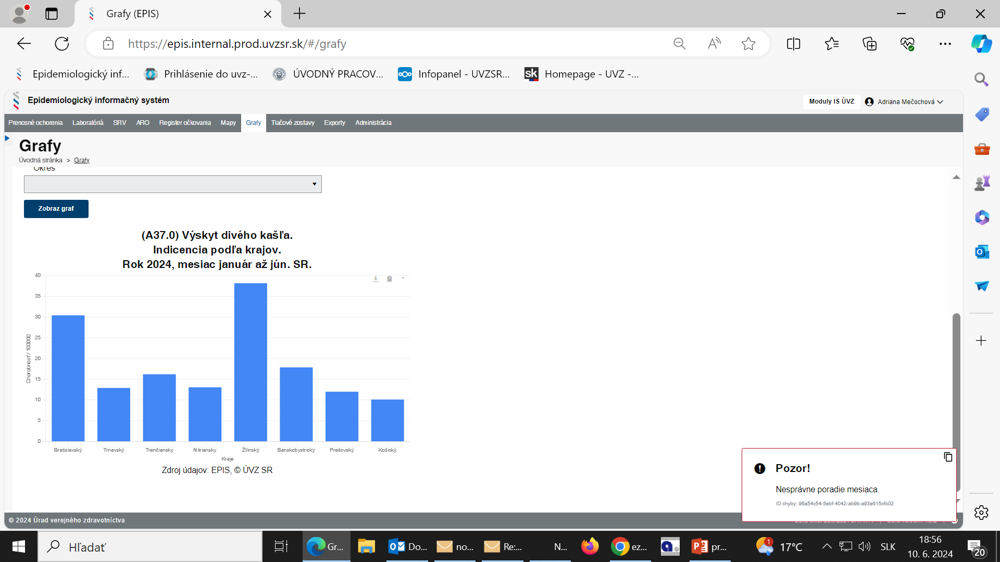 Grafy (EPIS)
https://epis.internal.prod.uvzsr.sk/#/grafy
Epidemiologický inf...
Prihlásenie do uvz-...
ÚVODNÝ PRACOV...
Infopanel - UVZSR...
sk
Homepage - UVZ -...
Epidemiologický informačný systém
Moduly IS ÚVZ
Adriana Mečochová
Prenosné ochorenia Laboratóriá SRV ARO Register očkovania Mapy Grafy Tlačové zostavy Exporty Administrácia
Grafy
Úvodná stránka > Grafy
Okres
Zobraz graf
(A37.0) Výskyt divého kašľa.
Indicencia podľa krajov.
Rok 2024, mesiac január až jún. SR.
40
35
30
25
20
15
10
5
0
Chorobnosť / 100000
Bratislavský Trnavský Trenčiansky Nitriansky Žilinský Banskobystrický Prešovský Košický
Kraje
Zdroj údajov: EPIS, © ÚVZ SR
Pozor!
Nesprávne poradie mesiaca.
ID chyby: 96a54c54-5ebf-4042-ab9b-a93e615cfc02
© 2024 Úrad verejného zdravotníctva
Hľadať
Gr...
Do...
no...
Re:...
N...
ez...
a.
pr...
1
17°C
SLK
18:56
10. 6. 2024
20